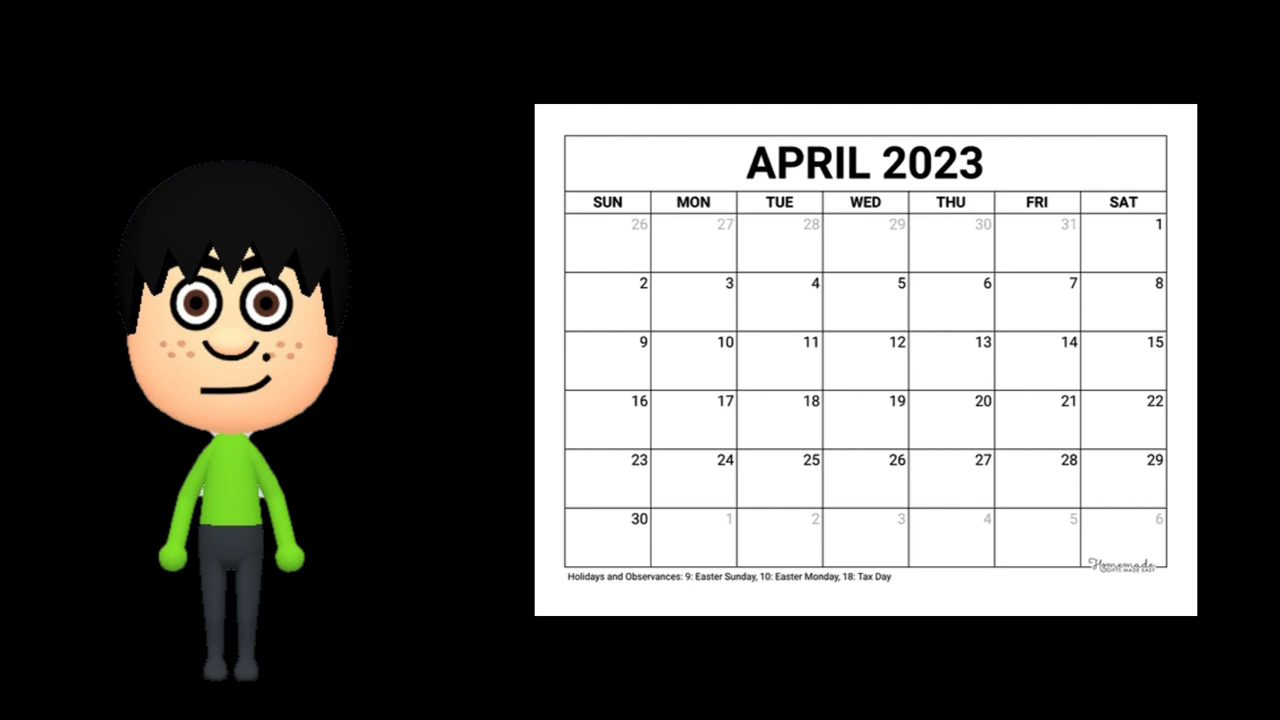 APRIL 2023
SUN MON TUE WED THU FRI SAT
26 27 28 29 30 31 1
2 3 4 5 6 7 8
9 10 11 12 13 14 15
16 17 18 19 20 21 22
23 24 25 26 27 28 29
30 1 2 3 4 5 6
Homemade
GIFTS MADE EASY
Holidays and Observances: 9: Easter Sunday, 10: Easter Monday, 18: Tax Day